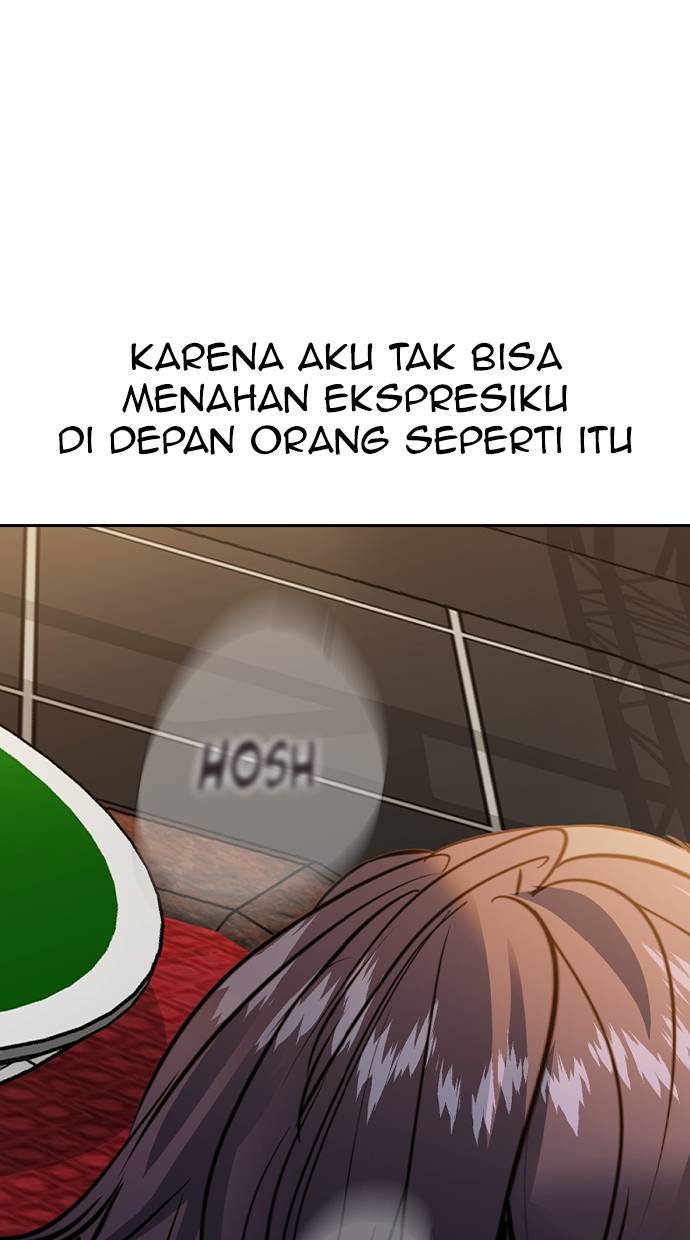 KARENA AKU TAK BISA
MENAHAN EKSPRESIKU
DI DEPAN ORANG SEPERTI ITU
HOSH